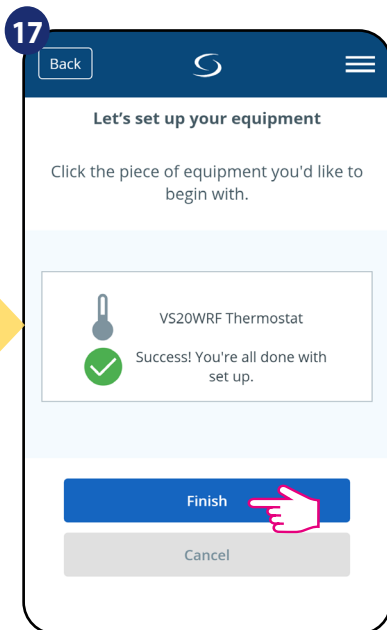 17
Back
Let's set up your equipment
Click the piece of equipment you'd like to
begin with.
VS20WRF Thermostat
Success! You're all done with
set up.
Finish
Cancel